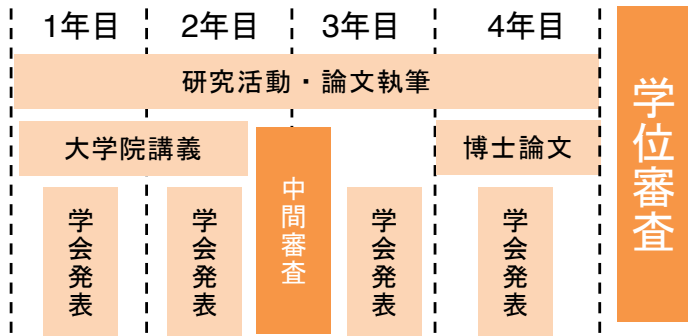 1年目 2年目 3年目 4年目
研究活動・論文執筆
大学院講義
博士論文
学会発表
学会発表
中間審査
学会発表
学会発表
学位審査